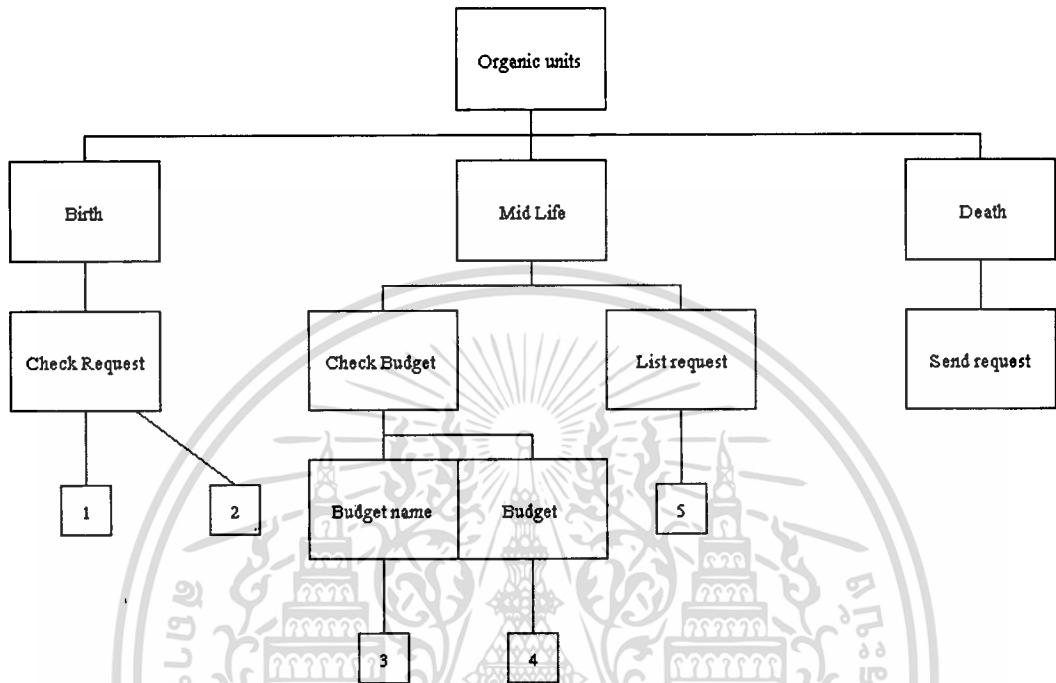 Organic units
Birth
Mid Life
Death
Check Request
Check Budget
List request
Send request
1
2
Budget name
Budget
5
3
4